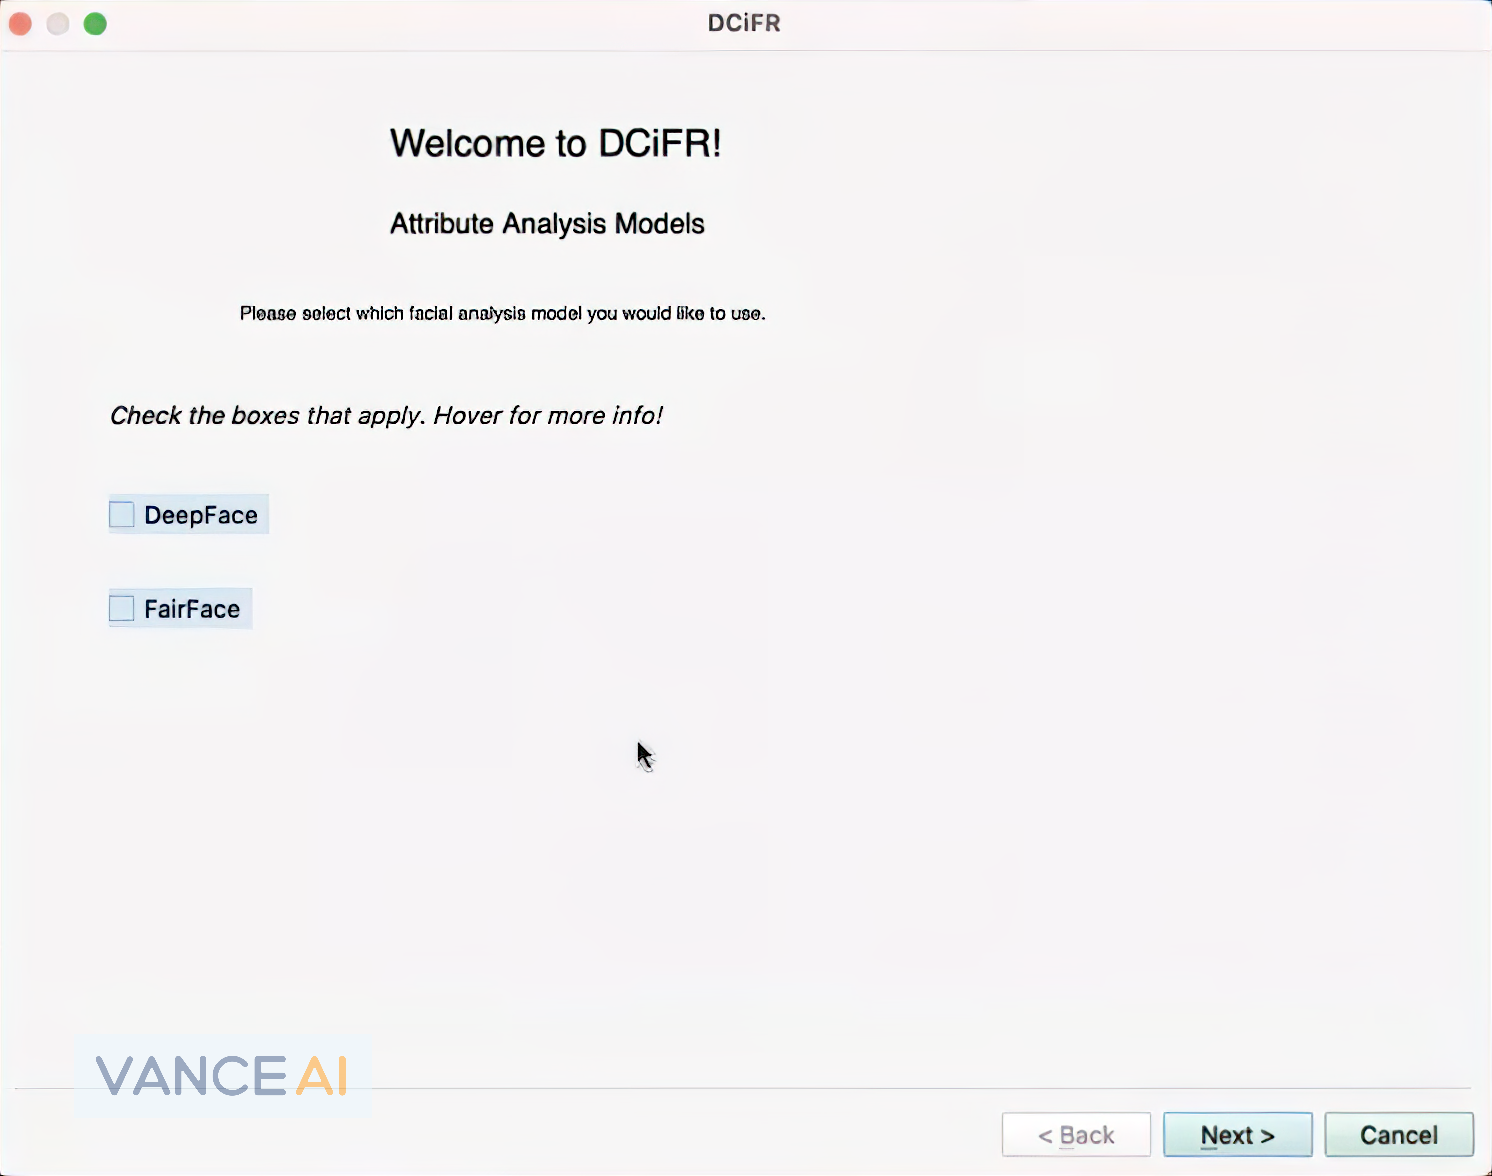 DCiFR
Welcome to DCiFR!
Attribute Analysis Models
Please select which facial analysis model you would like to use.
Check the boxes that apply. Hover for more info!
DeepFace
FairFace
VANCE AI
< Back
Next >
Cancel